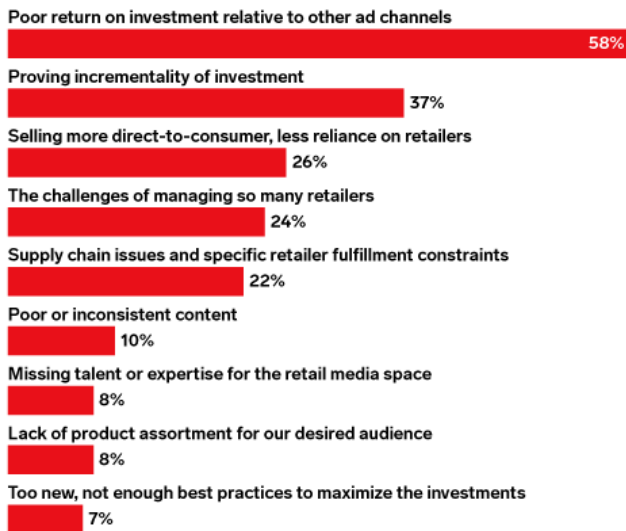 Poor return on investment relative to other ad channels
58%
Proving incrementality of investment
37%
Selling more direct-to-consumer, less reliance on retailers
26%
The challenges of managing so many retailers
24%
Supply chain issues and specific retailer fulfillment constraints
22%
Poor or inconsistent content
10%
Missing talent or expertise for the retail media space
8%
Lack of product assortment for our desired audience
8%
Too new, not enough best practices to maximize the investments
7%